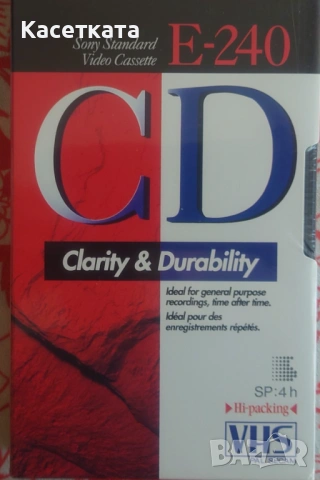 Касетката
Sony Standard
Video Cassette
E-240
CD
Clarity & Durability
Ideal for general purpose
recordings, time after time.
Idéal pour des
enregistrements répétés.
SP:4 h
Hi-packing
VHS